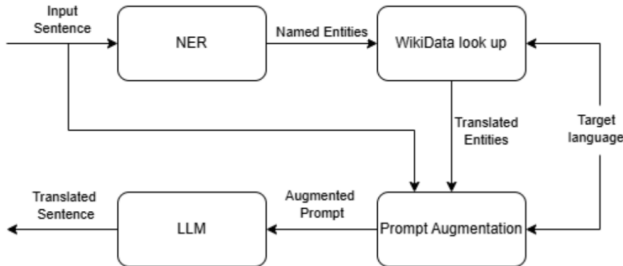 Input
Sentence
NER
Named Entities
WikiData look up
Translated
Entities
Target
language
Translated
Sentence
LLM
Augmented
Prompt
Prompt Augmentation